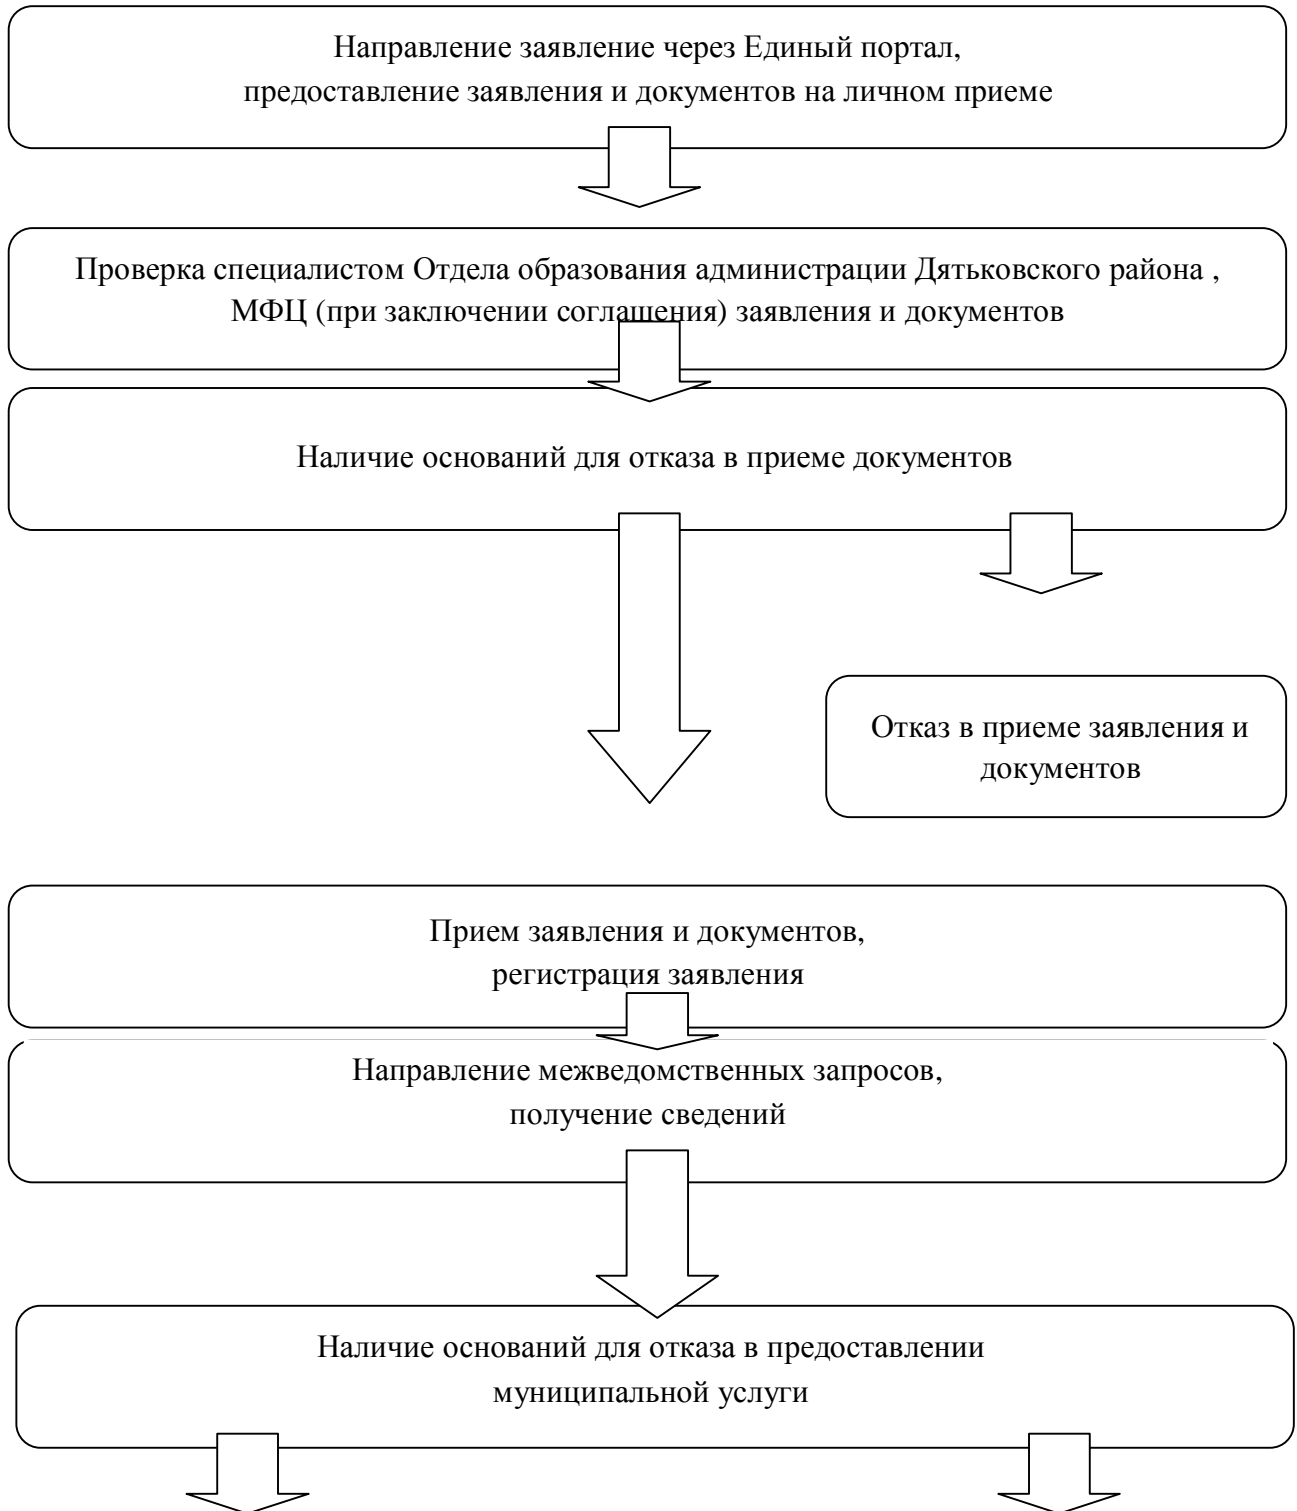 Направление заявление через Единый портал,
предоставление заявления и документов на личном приеме
Проверка специалистом Отдела образования администрации Дятьковского района ,
МФЦ (при заключении соглашения) заявления и документов
Наличие оснований для отказа в приеме документов
Отказ в приеме заявления и
документов
Прием заявления и документов,
регистрация заявления
Направление межведомственных запросов,
получение сведений
Наличие оснований для отказа в предоставлении
муниципальной услуги